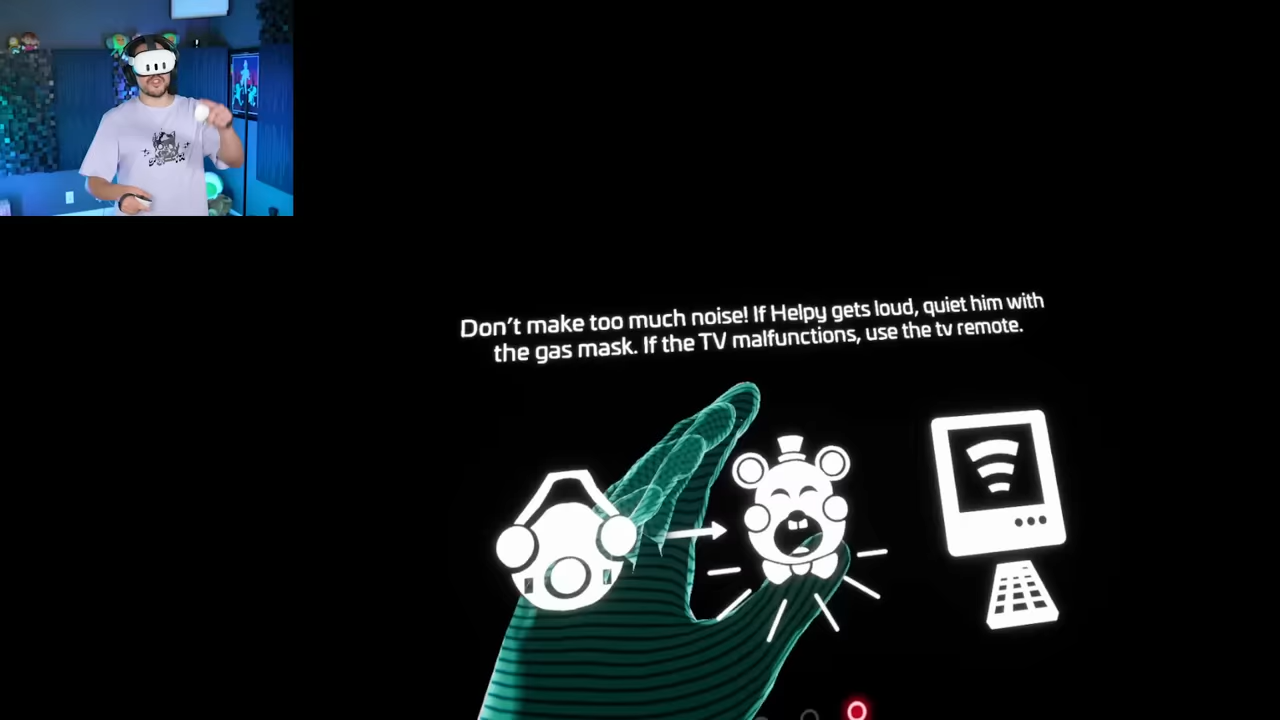 Don't make too much noise! If Helpy gets loud, quiet him with
the gas mask. If the TV malfunctions, use the tv remote.